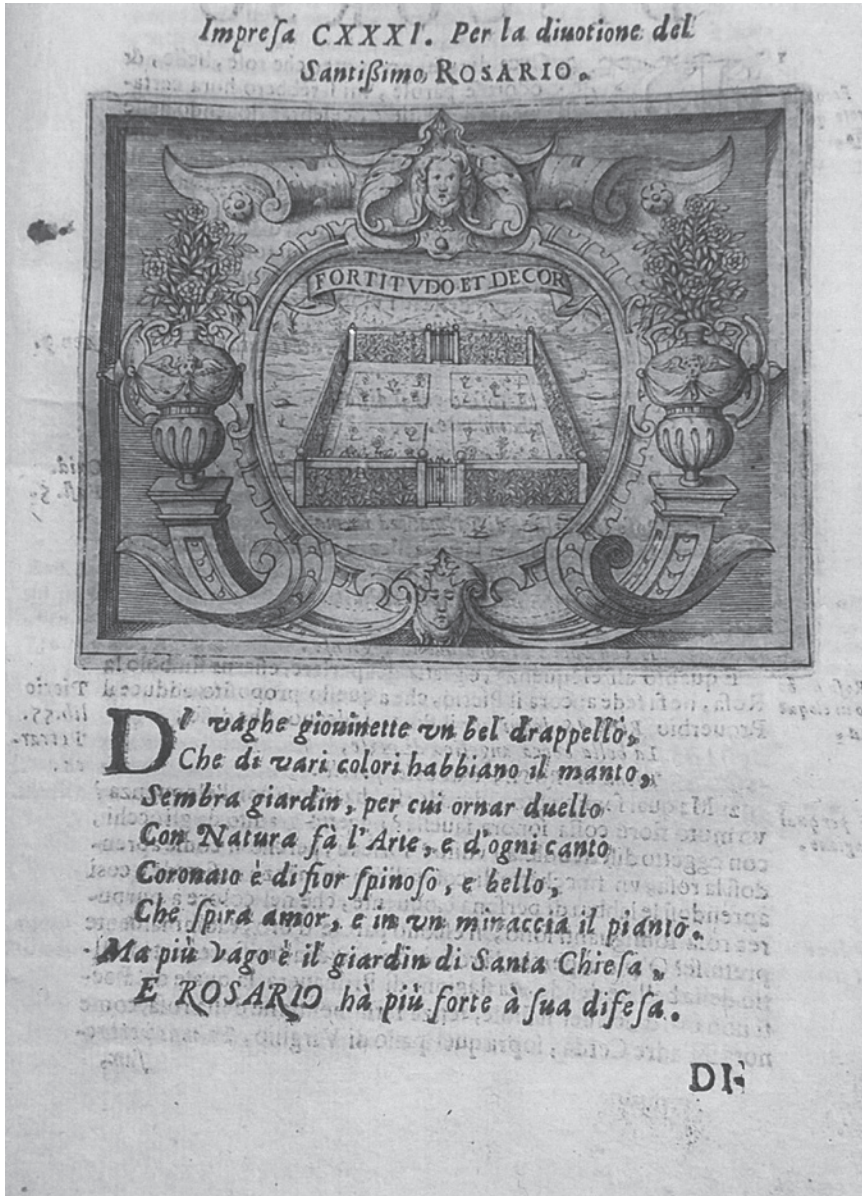 Impreſa CXXXI. Per la diuotione del
Santiſsimo ROSARIO.
FORTITVDO ET DECOR
DI vaghe giouinette vn bel drappello,
Che di vari colori habbiano il manto,
Sembra giardin, per cui ornar duello
Con Natura fà l'Arte, e d'ogni canto
Coronato è di fior ſpinoſo, e bello,
Che ſpira amor, e in vn minaccia il pianto.
Ma più vago è il giardin di Santa Chieſa,
E ROSARIO hà più forte à ſua difeſa.
DI-